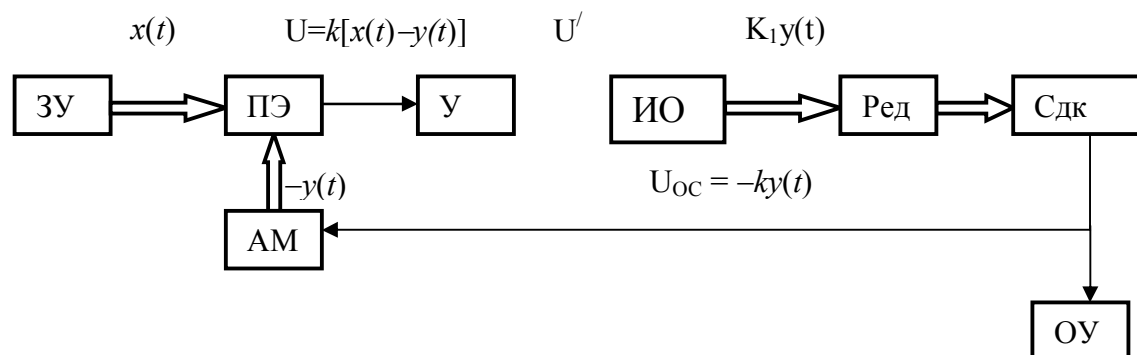 x(t) U=k[x(t)–y(t)] U/ K1y(t)
ЗУ ПЭ У ИО Ред Сдк
–y(t) UОС = –ky(t)
АМ
ОУ